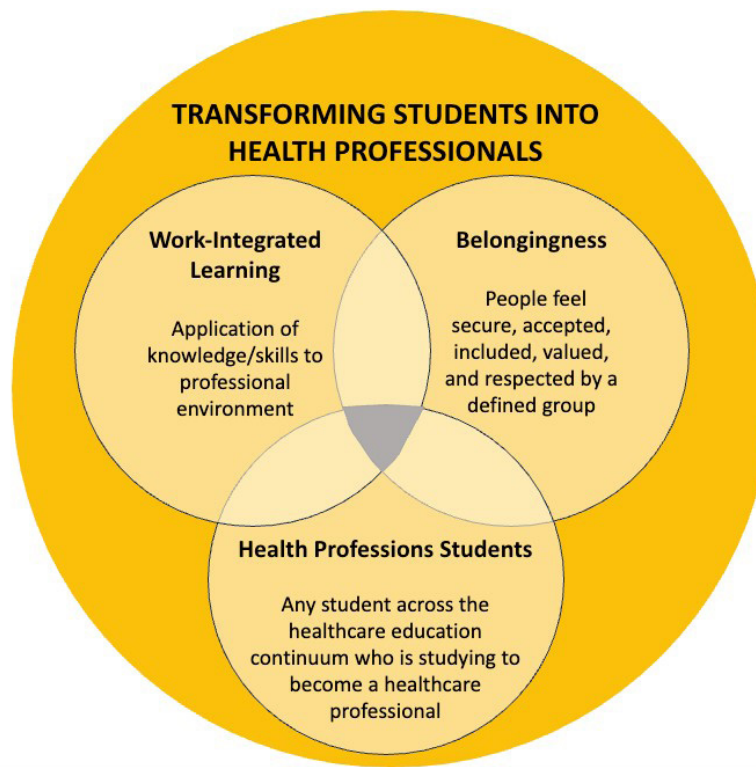 TRANSFORMING STUDENTS INTO
HEALTH PROFESSIONALS
Work-Integrated
Learning
Application of
knowledge/skills to
professional
environment
Belongingness
People feel
secure, accepted,
included, valued,
and respected by a
defined group
Health Professions Students
Any student across the
healthcare education
continuum who is studying to
become a healthcare
professional